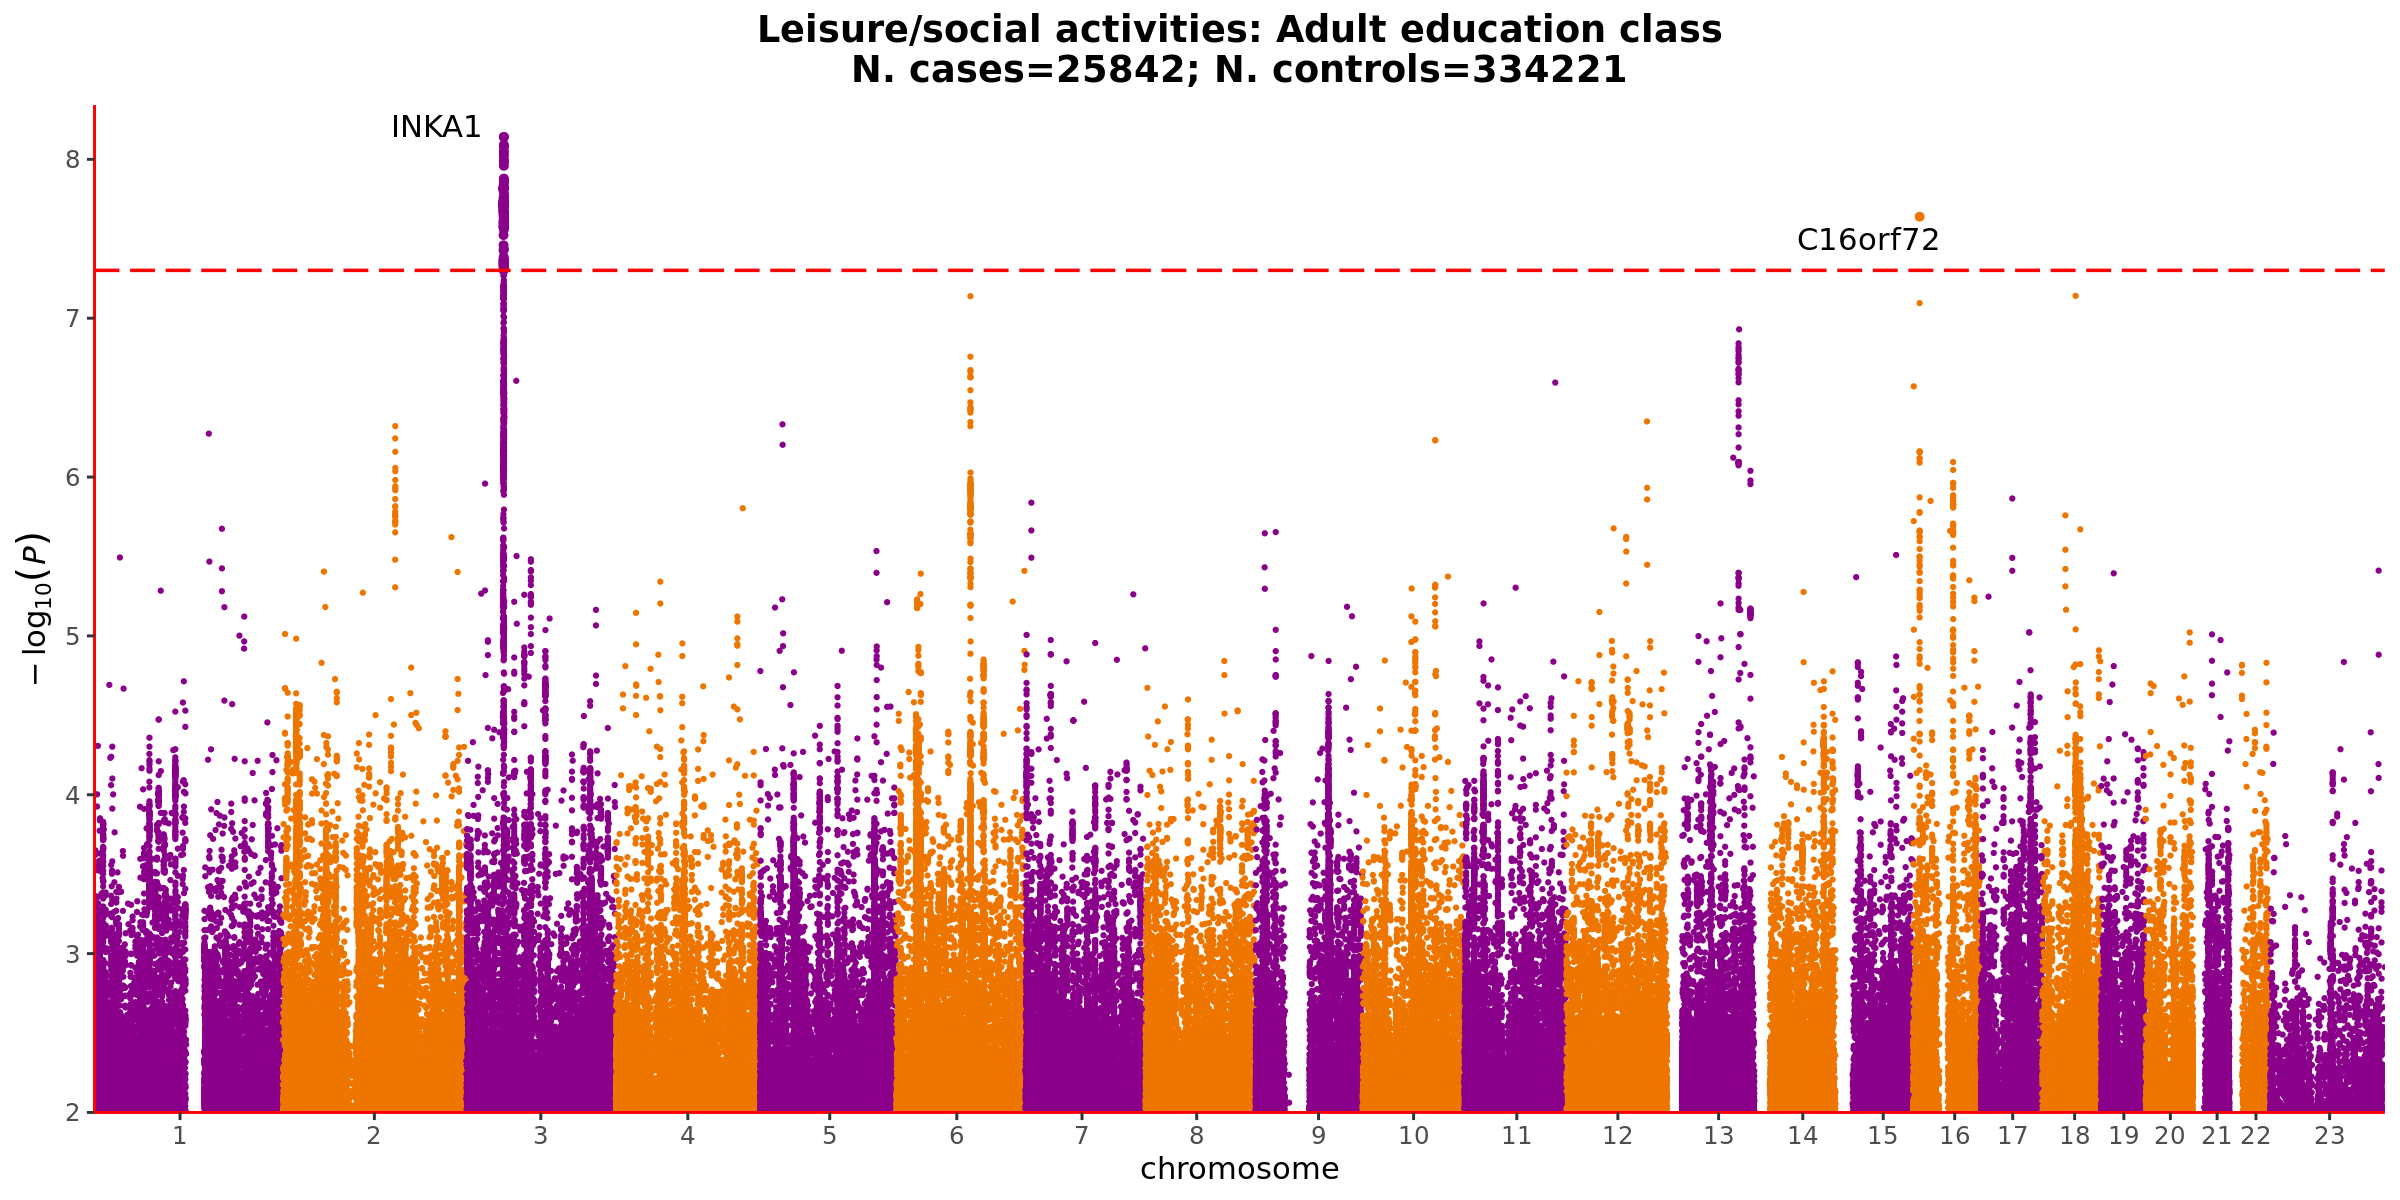 Leisure/social activities: Adult education class
N. cases=25842; N. controls=334221
INKA1
C16orf72
8
7
6
5
4
3
2
− log₁₀(P)
1 2 3 4 5 6 7 8 9 10 11 12 13 14 15 16 17 18 19 20 21 22 23
chromosome